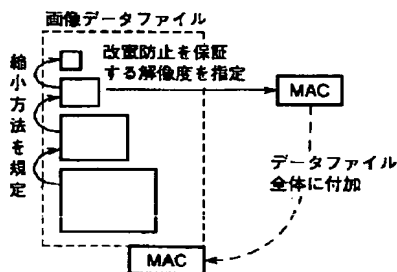 画像データファイル
改竄防止を保証
する解像度を指定
縮小方法を規定
MAC
データファイル
全体に付加
MAC